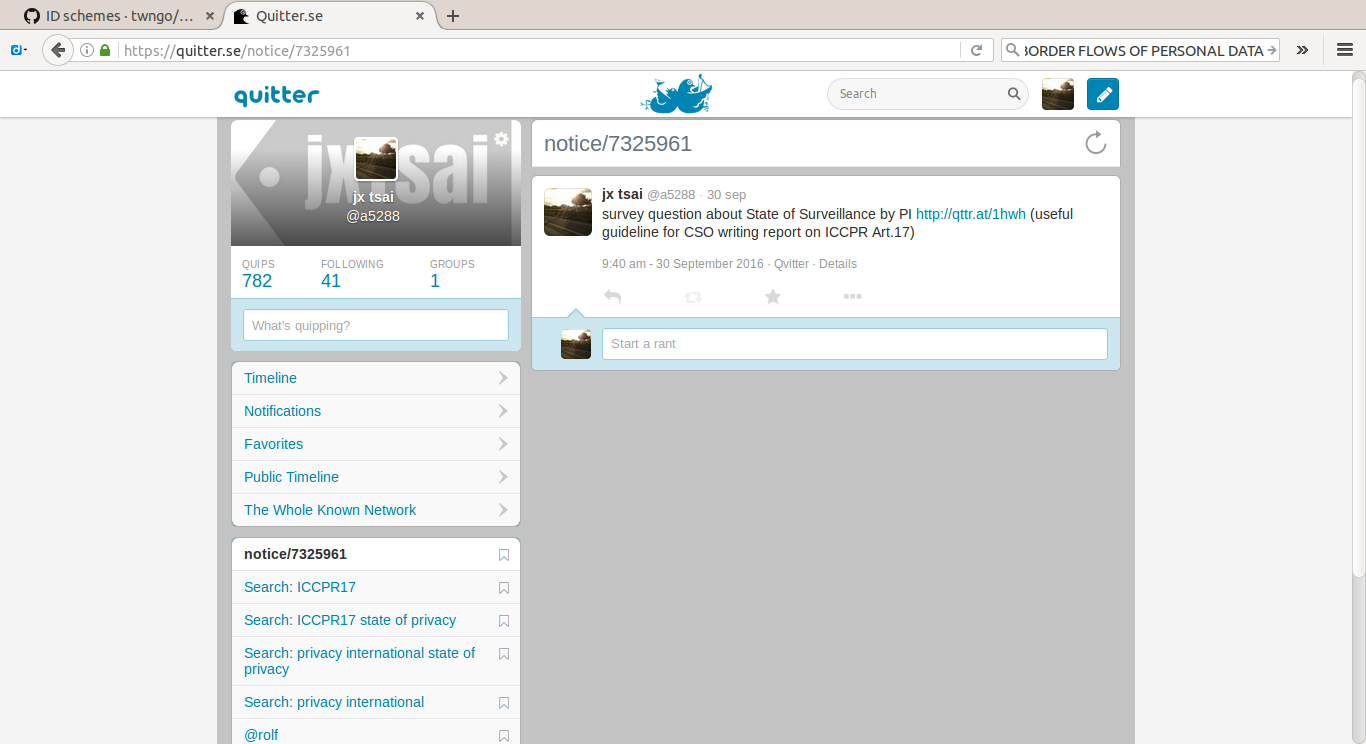 ID schemes · twngo/...
Quitter.se
https://quitter.se/notice/7325961
BORDER FLOWS OF PERSONAL DATA
quitter
Search
jxtsai
jx tsai
@a5288
QUIPS FOLLOWING GROUPS
782 41 1
What's quipping?
Timeline
Notifications
Favorites
Public Timeline
The Whole Known Network
notice/7325961
Search: ICCPR17
Search: ICCPR17 state of privacy
Search: privacy international state of
privacy
Search: privacy international
@rolf
notice/7325961
jx tsai @a5288 · 30 sep
survey question about State of Surveillance by PI http://qttr.at/1hwh (useful
guideline for CSO writing report on ICCPR Art.17)
9:40 am - 30 September 2016 · Qvitter · Details
Start a rant